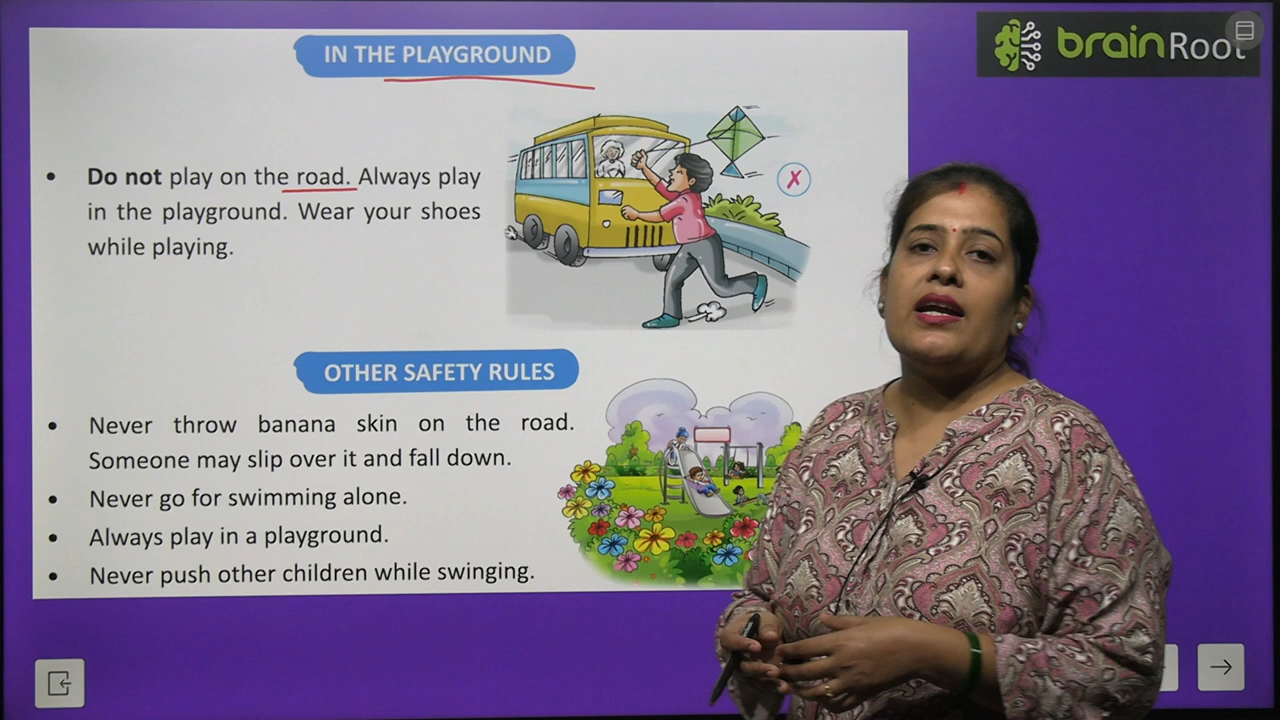 IN THE PLAYGROUND
brainRoot
• Do not play on the road. Always play
in the playground. Wear your shoes
while playing.
OTHER SAFETY RULES
• Never throw banana skin on the road.
Someone may slip over it and fall down.
• Never go for swimming alone.
• Always play in a playground.
• Never push other children while swinging.